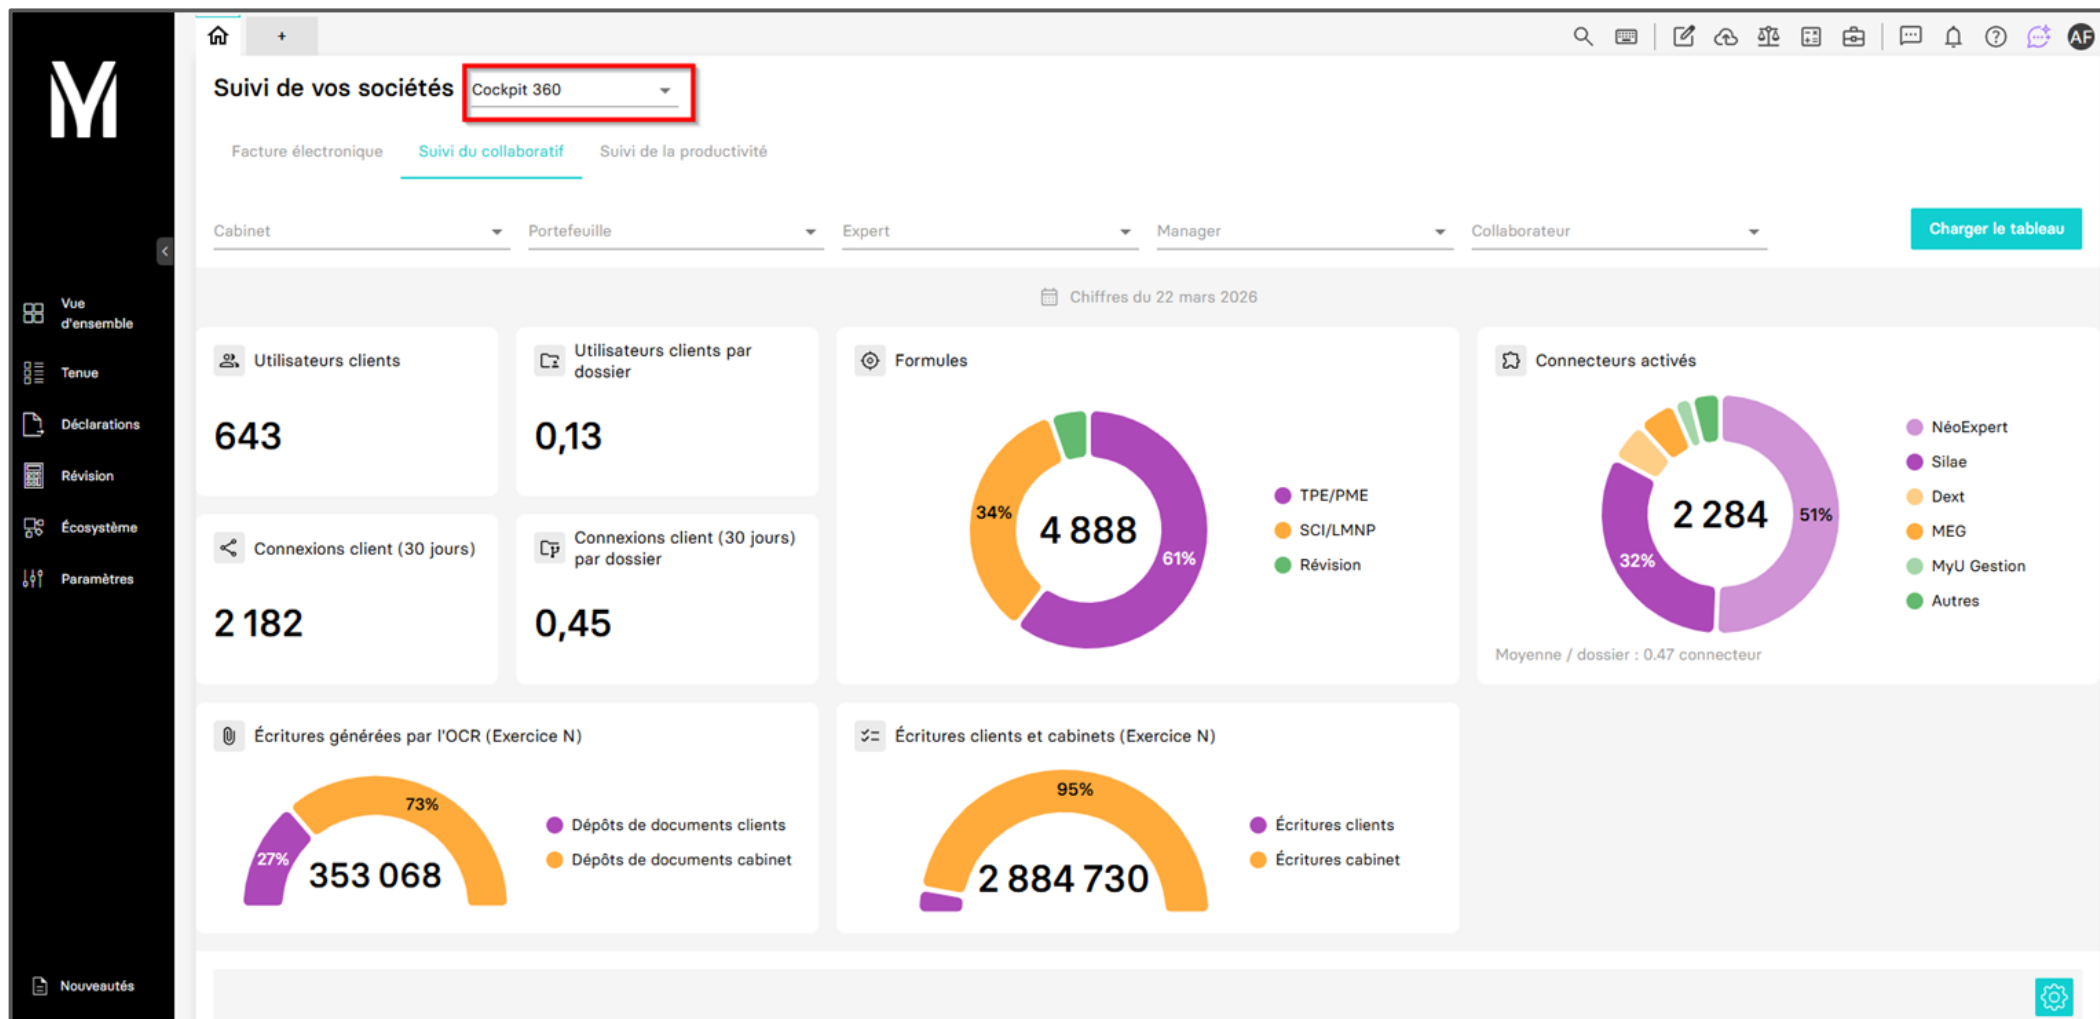 +
AF
Suivi de vos sociétés
Cockpit 360
Facture électronique
Suivi du collaboratif
Suivi de la productivité
Cabinet
Portefeuille
Expert
Manager
Collaborateur
Charger le tableau
Vue
d'ensemble
Tenue
Déclarations
Révision
Écosystème
Paramètres
Nouveautés
Chiffres du 22 mars 2026
Utilisateurs clients
643
Utilisateurs clients par
dossier
0,13
Connexions client (30 jours)
2 182
Connexions client (30 jours)
par dossier
0,45
Formules
34%
4 888
61%
TPE/PME
SCI/LMNP
Révision
Connecteurs activés
2 284
51%
32%
NéoExpert
Silae
Dext
MEG
MyU Gestion
Autres
Moyenne / dossier : 0.47 connecteur
Écritures générées par l'OCR (Exercice N)
73%
27%
353 068
Dépôts de documents clients
Dépôts de documents cabinet
Écritures clients et cabinets (Exercice N)
95%
2 884 730
Écritures clients
Écritures cabinet